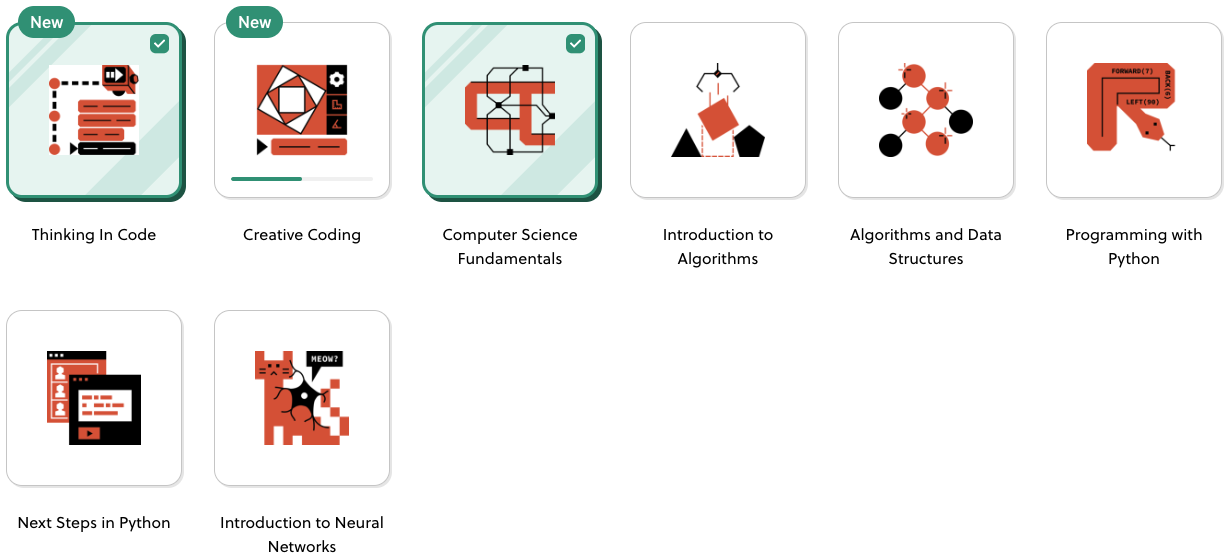 New
New
FORWARD(7)
BACK(6)
LEFT(90)
Thinking In Code
Creative Coding
Computer Science
Fundamentals
Introduction to
Algorithms
Algorithms and Data
Structures
Programming with
Python
MEOW?
Next Steps in Python
Introduction to Neural
Networks